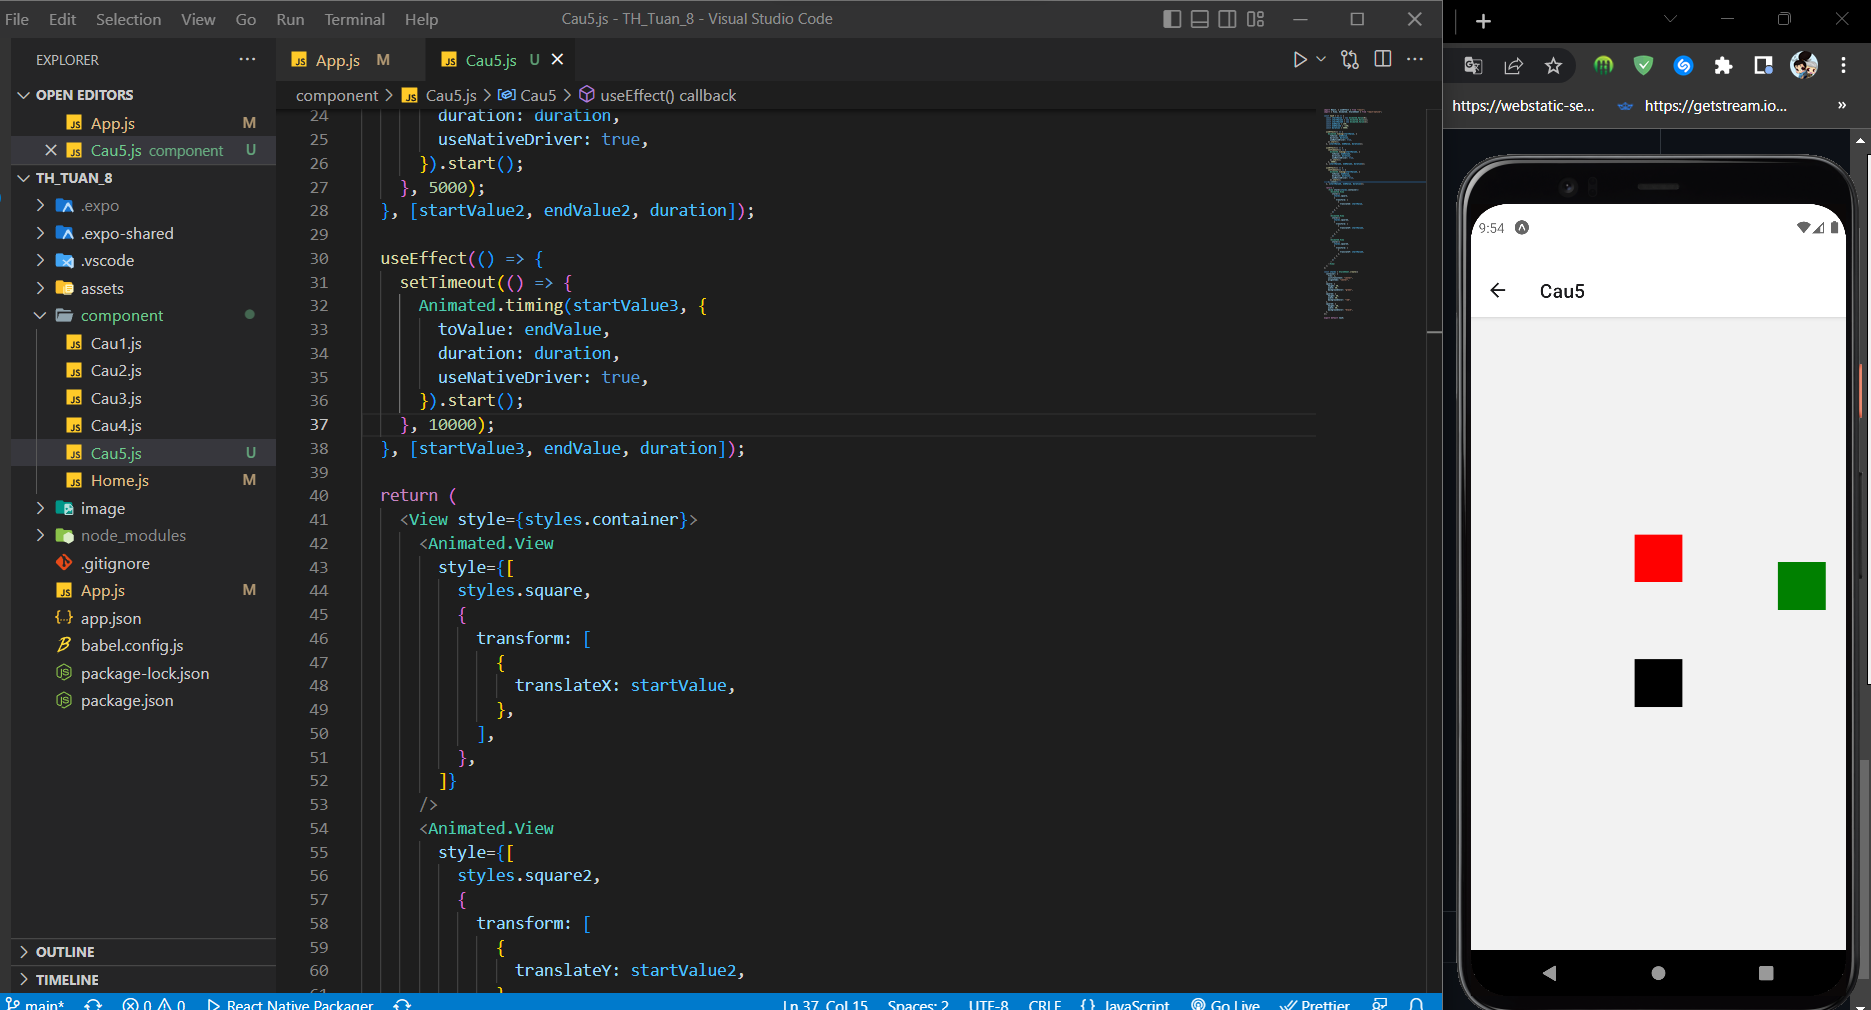 File Edit Selection View Go Run Terminal Help
Cau5.js - TH_Tuan_8 - Visual Studio Code
EXPLORER
OPEN EDITORS
App.js M
Cau5.js component U
TH_TUAN_8
.expo
.expo-shared
.vscode
assets
component
Cau1.js
Cau2.js
Cau3.js
Cau4.js
Cau5.js U
Home.js M
image
node_modules
.gitignore
App.js M
app.json
babel.config.js
package-lock.json
package.json
OUTLINE
TIMELINE
App.js M
Cau5.js U
component > Cau5.js > Cau5 > useEffect() callback
24 duration: duration,
25 useNativeDriver: true,
26 }).start();
27 }, 5000);
28 }, [startValue2, endValue2, duration]);
29
30 useEffect(() => {
31 setTimeout(() => {
32 Animated.timing(startValue3, {
33 toValue: endValue,
34 duration: duration,
35 useNativeDriver: true,
36 }).start();
37 }, 10000);
38 }, [startValue3, endValue, duration]);
39
40 return (
41 <View style={styles.container}>
42 <Animated.View
43 style={[
44 styles.square,
45 {
46 transform: [
47 {
48 translateX: startValue,
49 },
50 ],
51 },
52 ]}
53 />
54 <Animated.View
55 style={[
56 styles.square2,
57 {
58 transform: [
59 {
60 translateY: startValue2,
61 }
main* 0 0 React Native Packager
Ln 37, Col 15 Spaces: 2 UTF-8 CRLF {} JavaScript Go Live Prettier
https://webstatic-se...
https://getstream.io...
»
9:54
Cau5